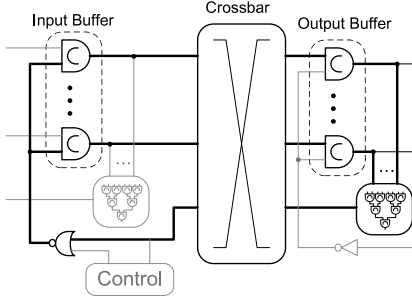 Crossbar
Input Buffer
Output Buffer
C
C
C
C
...
...
Control